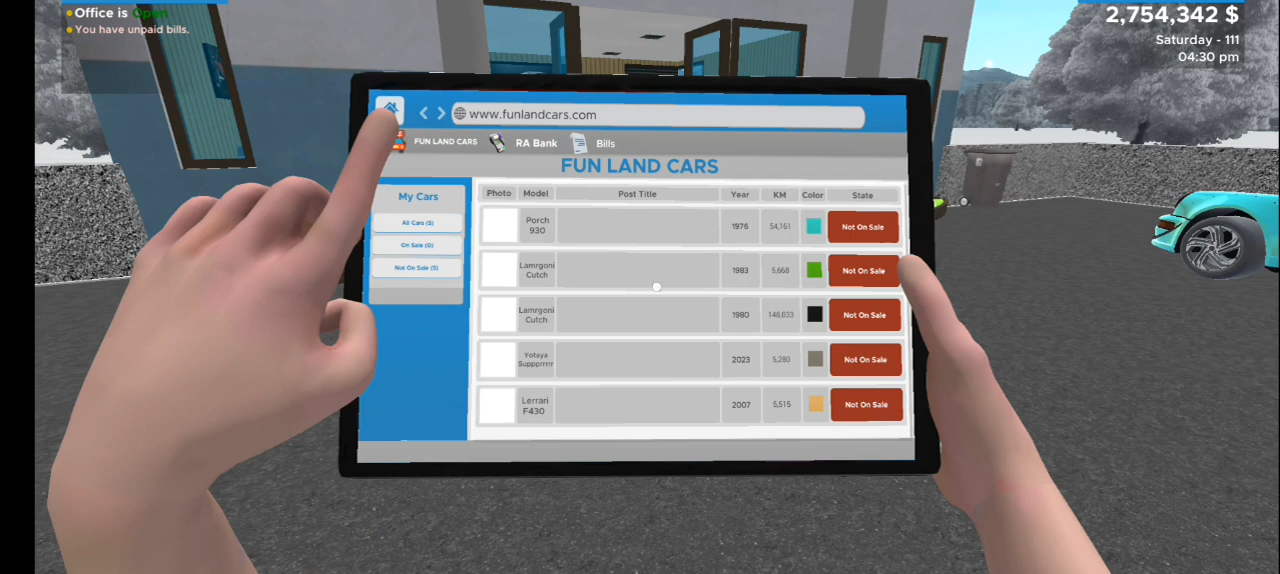 Office is Open
You have unpaid bills.
2,754,342 $
Saturday - 111
04:30 pm
www.funlandcars.com
FUN LAND CARS
RA Bank
Bills
FUN LAND CARS
My Cars
All Cars (5)
On Sale (0)
Not On Sale (5)
Photo Model Post Title Year KM Color State
Porch 930 1976 54,161 Not On Sale
Lamrgoni Cutch 1983 5,668 Not On Sale
Lamrgoni Cutch 1980 148,033 Not On Sale
Yotaya Supprrrrr 2023 5,280 Not On Sale
Lerrari F430 2007 5,515 Not On Sale